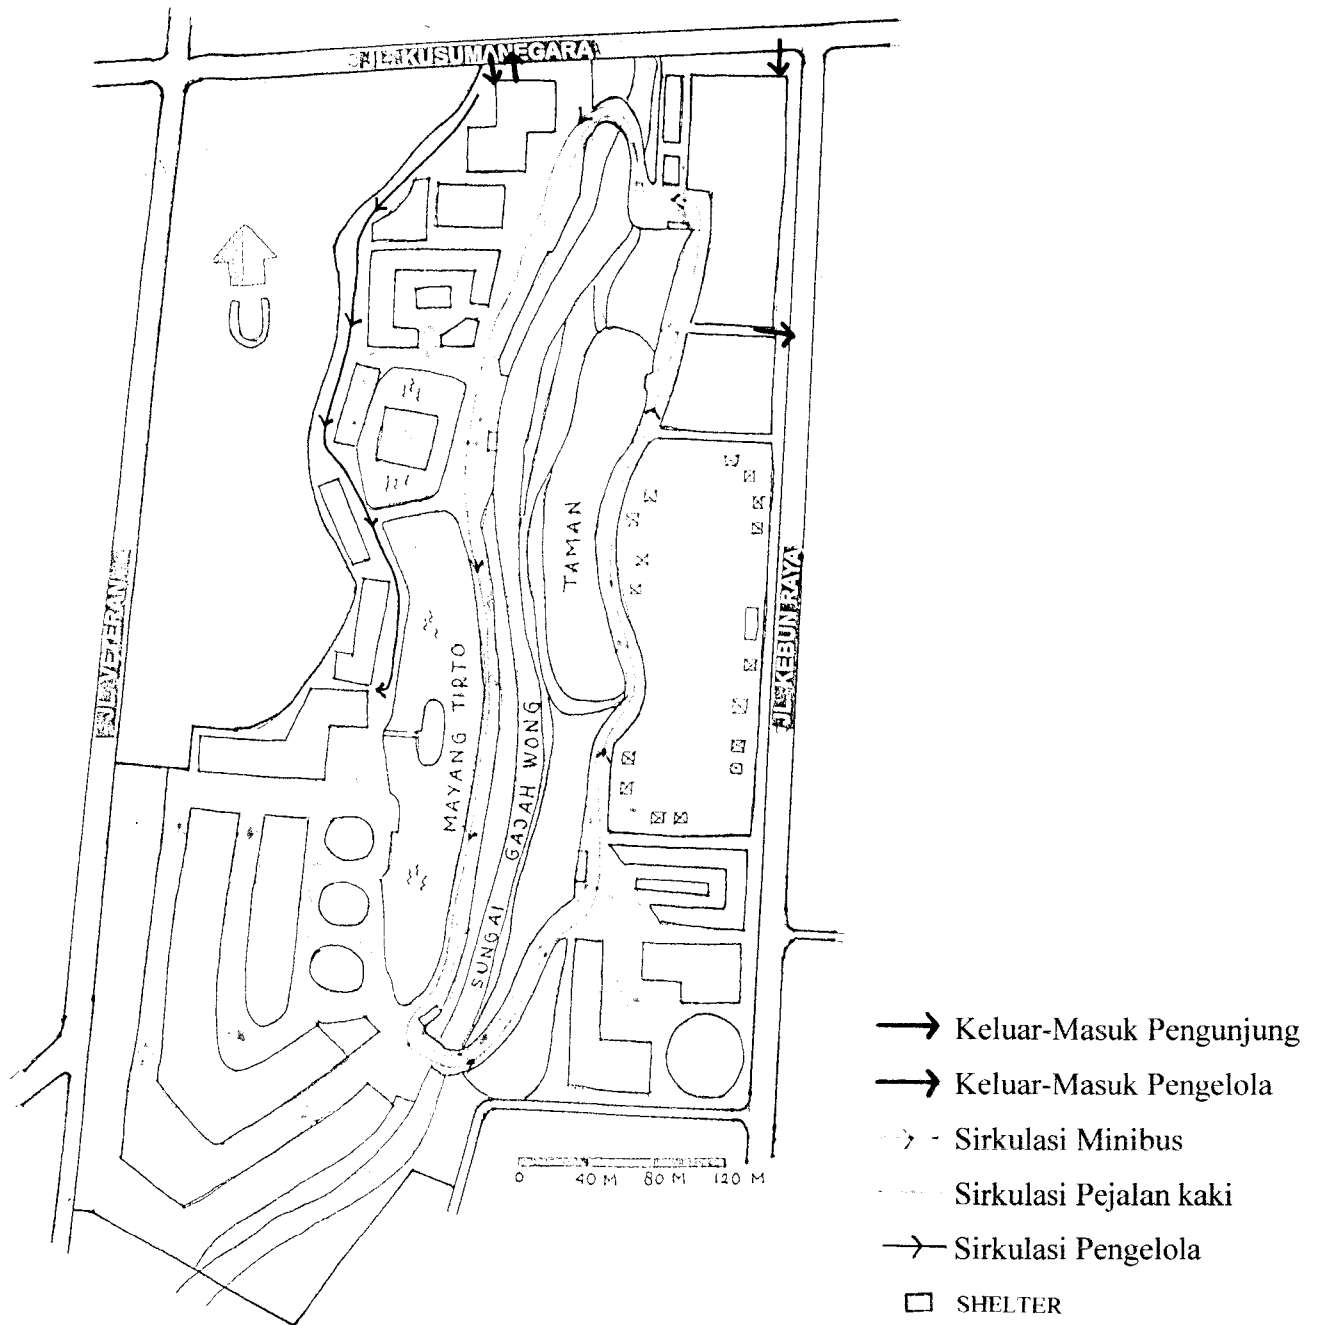 JL. KUSUMANEGARA
U
JL. VETERAN
TAMAN
MAYANG TIRTO
SUNGAI GAJAH WONG
JL. KEBUN RAYA
0 40 M 80 M 120 M
Keluar-Masuk Pengunjung
Keluar-Masuk Pengelola
Sirkulasi Minibus
Sirkulasi Pejalan kaki
Sirkulasi Pengelola
SHELTER